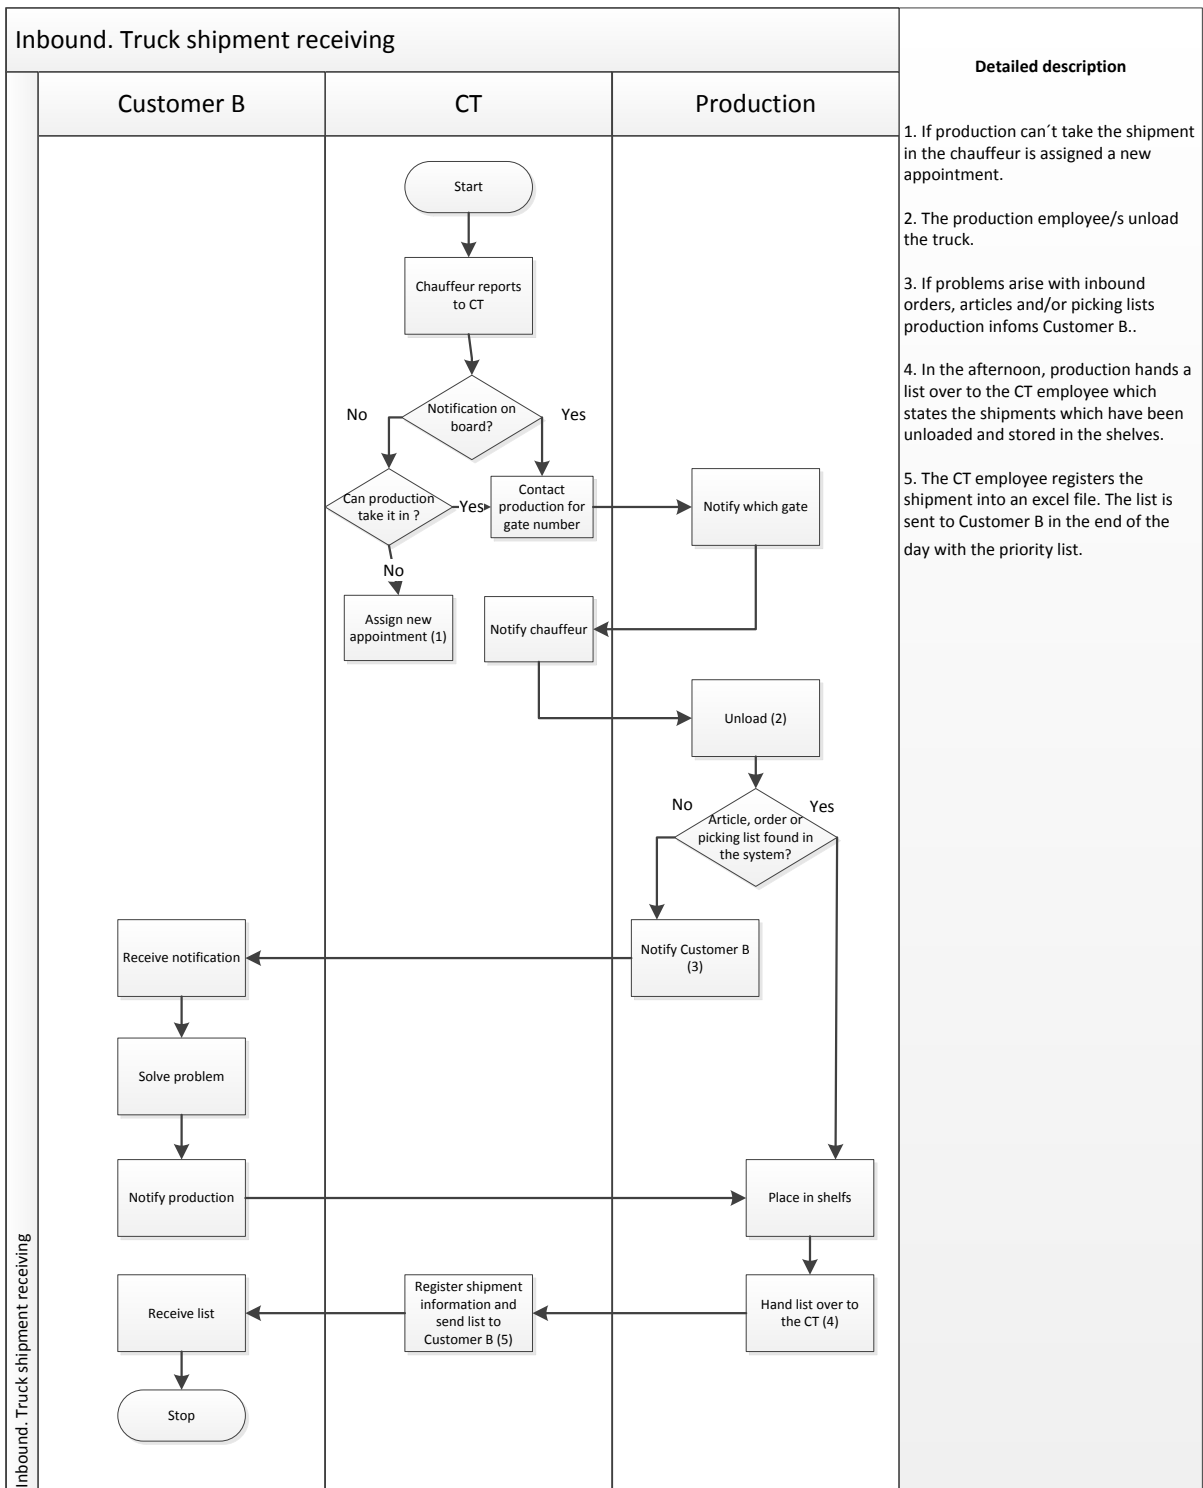 Inbound. Truck shipment receiving
Customer B
CT
Production
Start
Chauffeur reports
to CT
Notification on
board?
No
Yes
Can production
take it in ?
Yes
Contact
production for
gate number
Notify which gate
No
Assign new
appointment (1)
Notify chauffeur
Unload (2)
No
Yes
Article, order or
picking list found in
the system?
Receive notification
Notify Customer B
(3)
Solve problem
Notify production
Place in shelfs
Receive list
Register shipment
information and
send list to
Customer B (5)
Hand list over to
the CT (4)
Stop
Inbound. Truck shipment receiving
Detailed description
1. If production can´t take the shipment
in the chauffeur is assigned a new
appointment.
2. The production employee/s unload
the truck.
3. If problems arise with inbound
orders, articles and/or picking lists
production infoms Customer B..
4. In the afternoon, production hands a
list over to the CT employee which
states the shipments which have been
unloaded and stored in the shelves.
5. The CT employee registers the
shipment into an excel file. The list is
sent to Customer B in the end of the
day with the priority list.